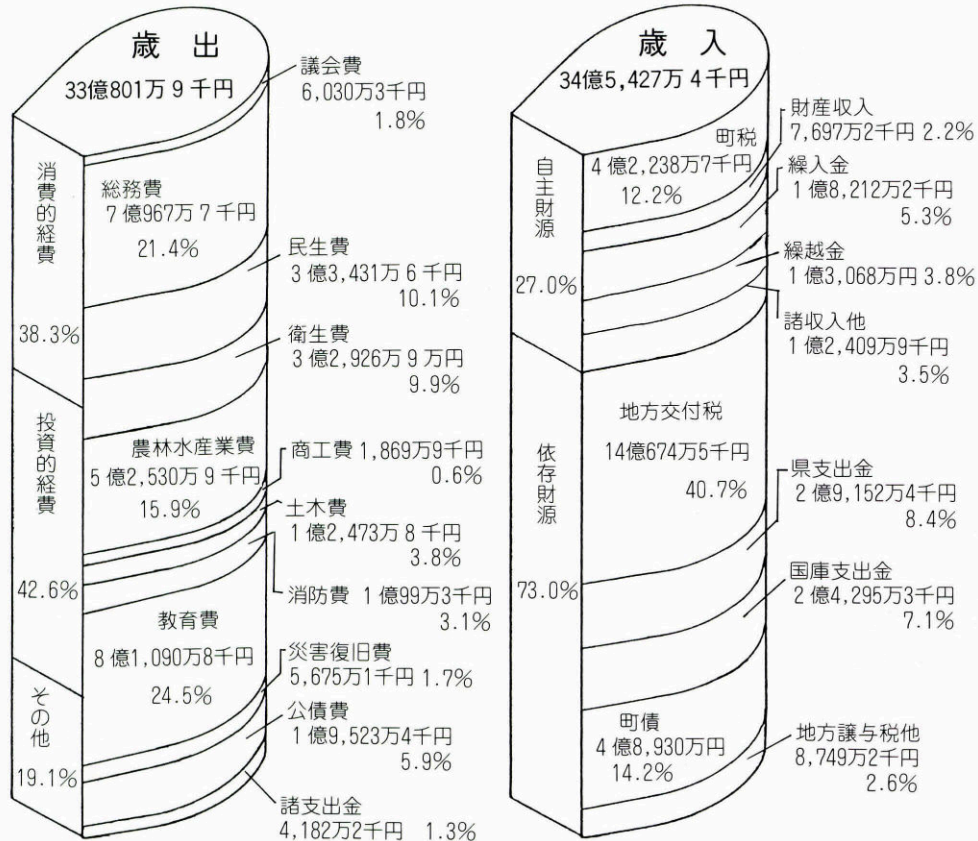 歳出
33億801万9千円
議会費
6,030万3千円
1.8%
消費的経費
38.3%
総務費
7億967万7千円
21.4%
民生費
3億3,431万6千円
10.1%
衛生費
3億2,926万9万円
9.9%
投資的経費
42.6%
農林水産業費
5億2,530万9千円
15.9%
商工費 1,869万9千円
0.6%
土木費
1億2,473万8千円
3.8%
消防費 1億99万3千円
3.1%
教育費
8億1,090万8千円
24.5%
災害復旧費
5,675万1千円 1.7%
その他
19.1%
公債費
1億9,523万4千円
5.9%
諸支出金
4,182万2千円 1.3%
歳入
34億5,427万4千円
自主財源
27.0%
町税
4億2,238万7千円
12.2%
財産収入
7,697万2千円 2.2%
繰入金
1億8,212万2千円
5.3%
繰越金
1億3,068万円 3.8%
諸収入他
1億2,409万9千円
3.5%
依存財源
73.0%
地方交付税
14億674万5千円
40.7%
県支出金
2億9,152万4千円
8.4%
国庫支出金
2億4,295万3千円
7.1%
町債
4億8,930万円
14.2%
地方譲与税他
8,749万2千円
2.6%